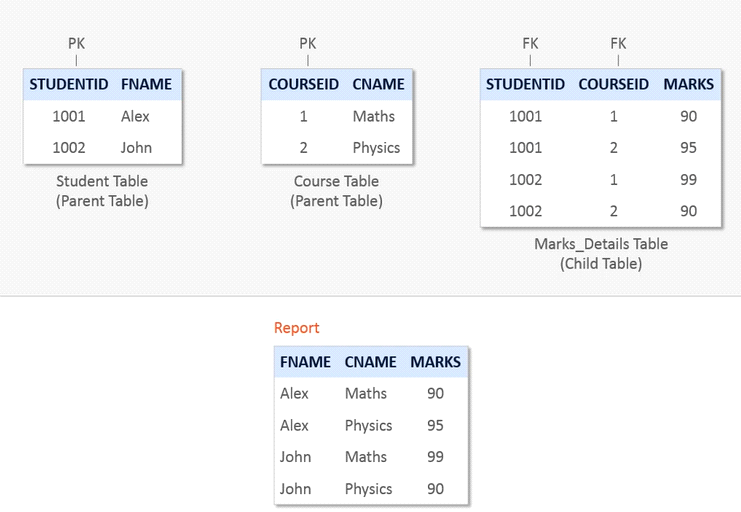 PK
PK
FK FK
STUDENTID FNAME
1001 Alex
1002 John
Student Table
(Parent Table)
COURSEID CNAME
1 Maths
2 Physics
Course Table
(Parent Table)
STUDENTID COURSEID MARKS
1001 1 90
1001 2 95
1002 1 99
1002 2 90
Marks_Details Table
(Child Table)
Report
FNAME CNAME MARKS
Alex Maths 90
Alex Physics 95
John Maths 99
John Physics 90